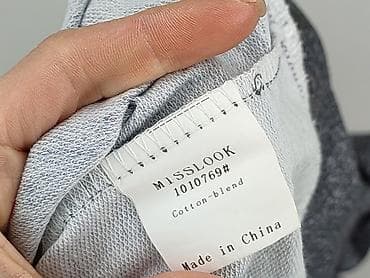 MISSLOOK
1010769#
Cotton-blend
Made in China